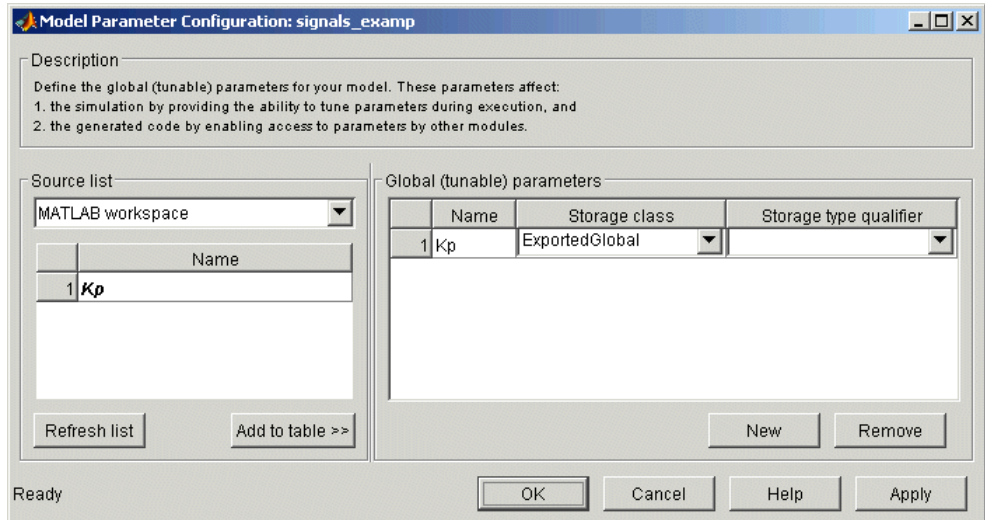 Model Parameter Configuration: signals_examp
Description
Define the global (tunable) parameters for your model. These parameters affect:
1. the simulation by providing the ability to tune parameters during execution, and
2. the generated code by enabling access to parameters by other modules.
Source list
MATLAB workspace
Name
1 Kp
Refresh list Add to table >>
Global (tunable) parameters
Name Storage class Storage type qualifier
1 Kp ExportedGlobal
New Remove
Ready OK Cancel Help Apply